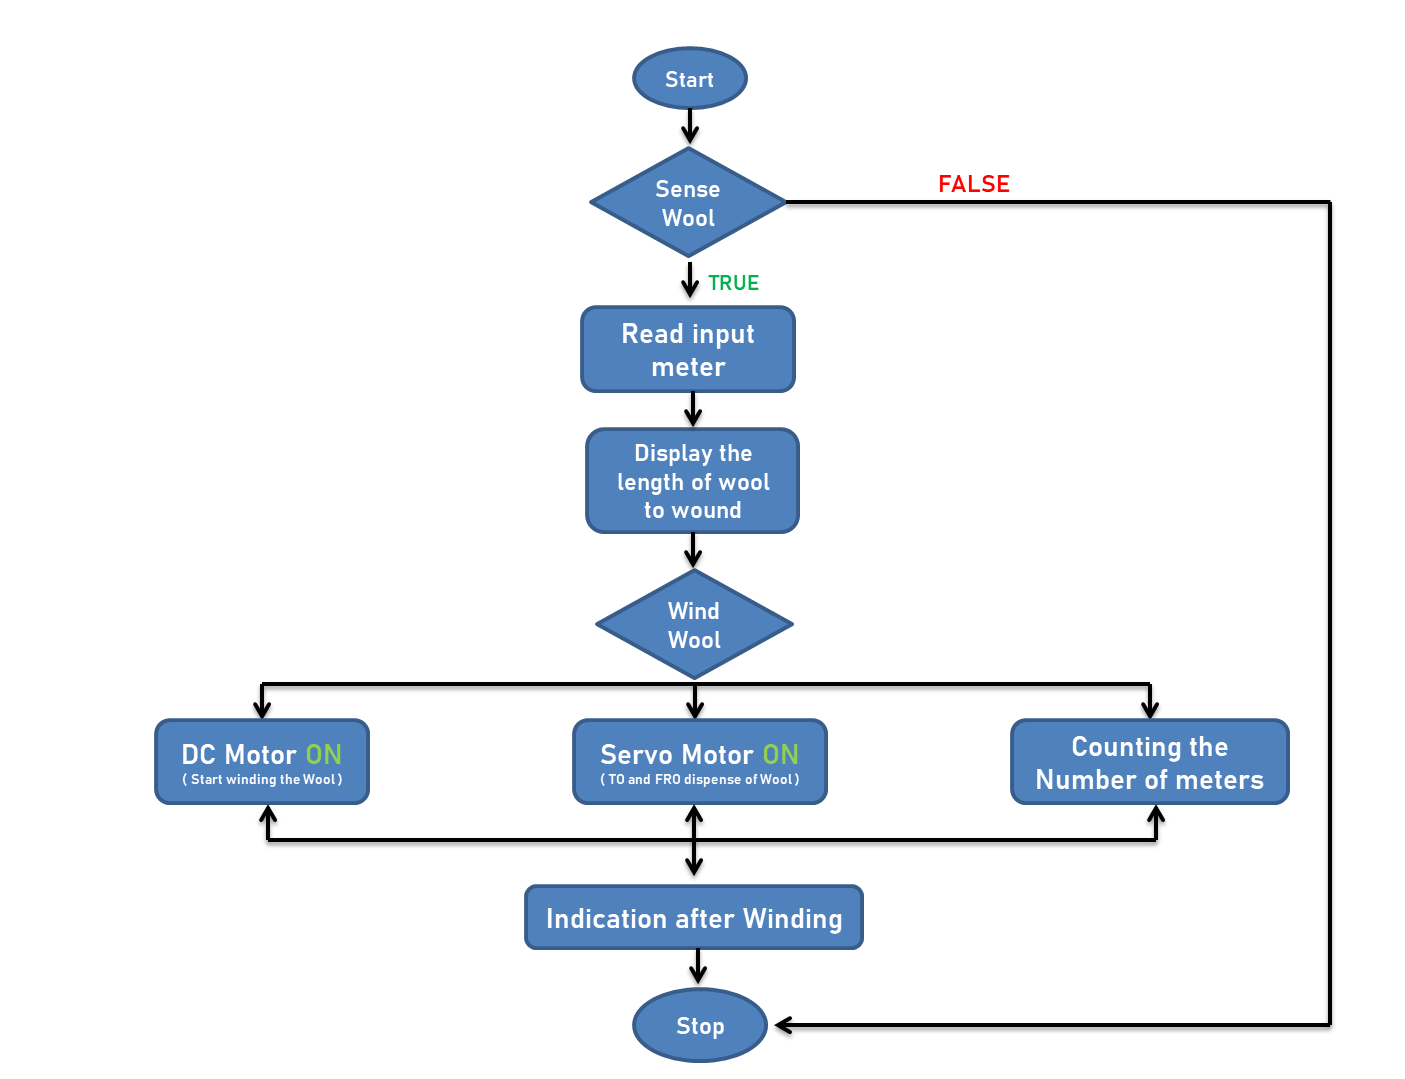 Start
Sense
Wool
FALSE
TRUE
Read input
meter
Display the
length of wool
to wound
Wind
Wool
DC Motor ON
( Start winding the Wool )
Servo Motor ON
( TO and FRO dispense of Wool )
Counting the
Number of meters
Indication after Winding
Stop